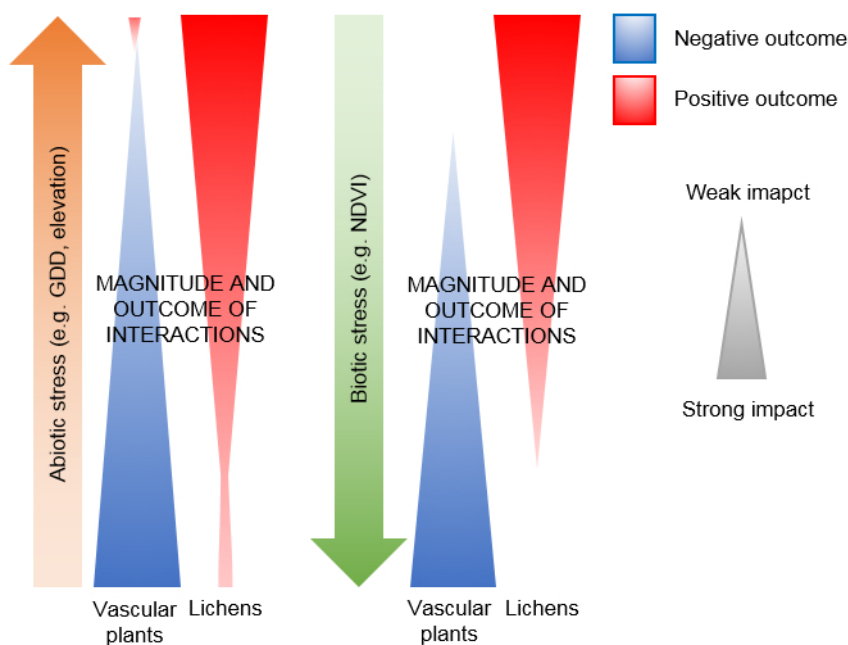 Abiotic stress (e.g. GDD, elevation)
MAGNITUDE AND
OUTCOME OF
INTERACTIONS
Vascular
plants
Lichens
Biotic stress (e.g. NDVI)
MAGNITUDE AND
OUTCOME OF
INTERACTIONS
Vascular
plants
Lichens
Negative outcome
Positive outcome
Weak imapct
Strong impact